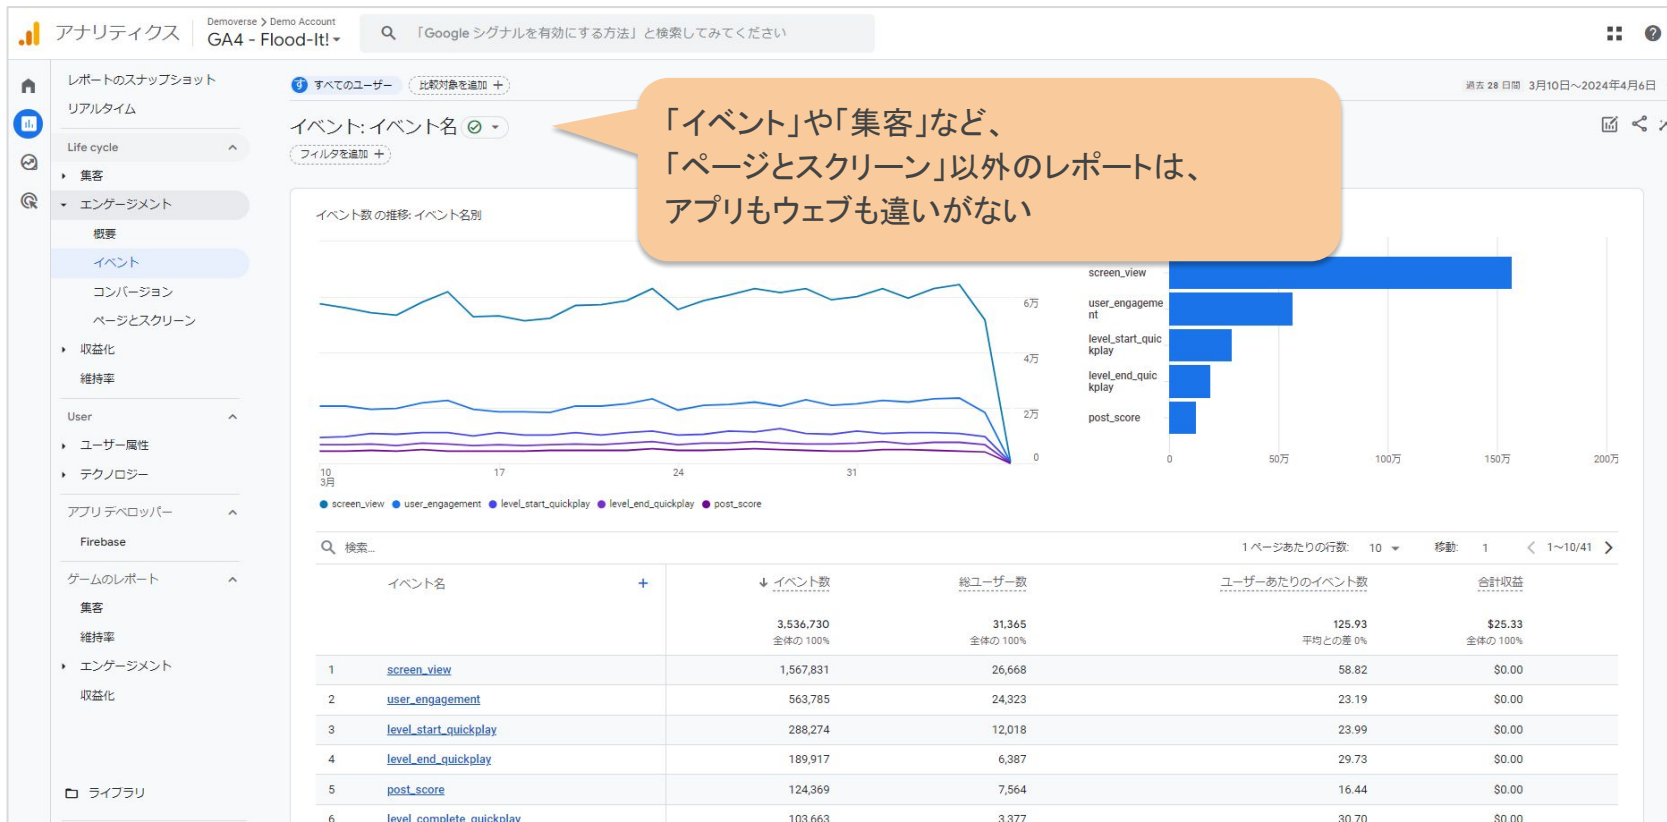 アナリティクス
Demoverse > Demo Account
GA4 - Flood-It!
「Google シグナルを有効にする方法」と検索してみてください
レポートのスナップショット
リアルタイム
Life cycle
集客
エンゲージメント
概要
イベント
コンバージョン
ページとスクリーン
収益化
維持率
User
ユーザー属性
テクノロジー
アプリ デベロッパー
Firebase
ゲームのレポート
集客
維持率
エンゲージメント
収益化
ライブラリ
す すべてのユーザー 比較対象を追加 +
過去 28 日間 3月10日~2024年4月6日
イベント: イベント名
フィルタを追加 +
「イベント」や「集客」など、
「ページとスクリーン」以外のレポートは、
アプリもウェブも違いがない
イベント数 の推移: イベント名別
6万
4万
2万
0
10 17 24 31
3月
screen_view user_engagement level_start_quickplay level_end_quickplay post_score
screen_view
user_engageme
nt
level_start_quic
kplay
level_end_quic
kplay
post_score
0 50万 100万 150万 200万
検索...
1 ページあたりの行数: 10 移動: 1 1~10/41
イベント名 + ↓ イベント数 総ユーザー数 ユーザーあたりのイベント数 合計収益
3,536,730 31,365 125.93 $25.33
全体の 100% 全体の 100% 平均との差 0% 全体の 100%
1 screen_view 1,567,831 26,668 58.82 $0.00
2 user_engagement 563,785 24,323 23.19 $0.00
3 level_start_quickplay 288,274 12,018 23.99 $0.00
4 level_end_quickplay 189,917 6,387 29.73 $0.00
5 post_score 124,369 7,564 16.44 $0.00
6 level_complete_quickplay 103,663 3,377 30.70 $0.00